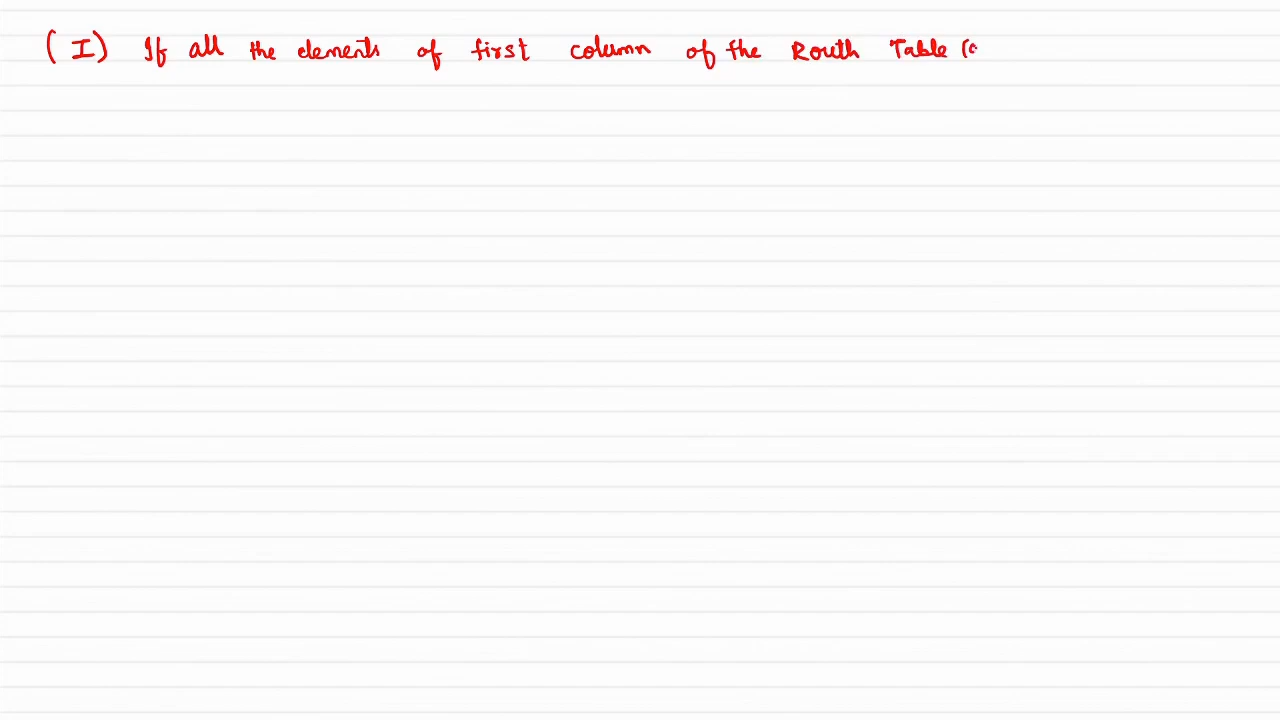 (I) If all the elements of first column of the Routh Table (